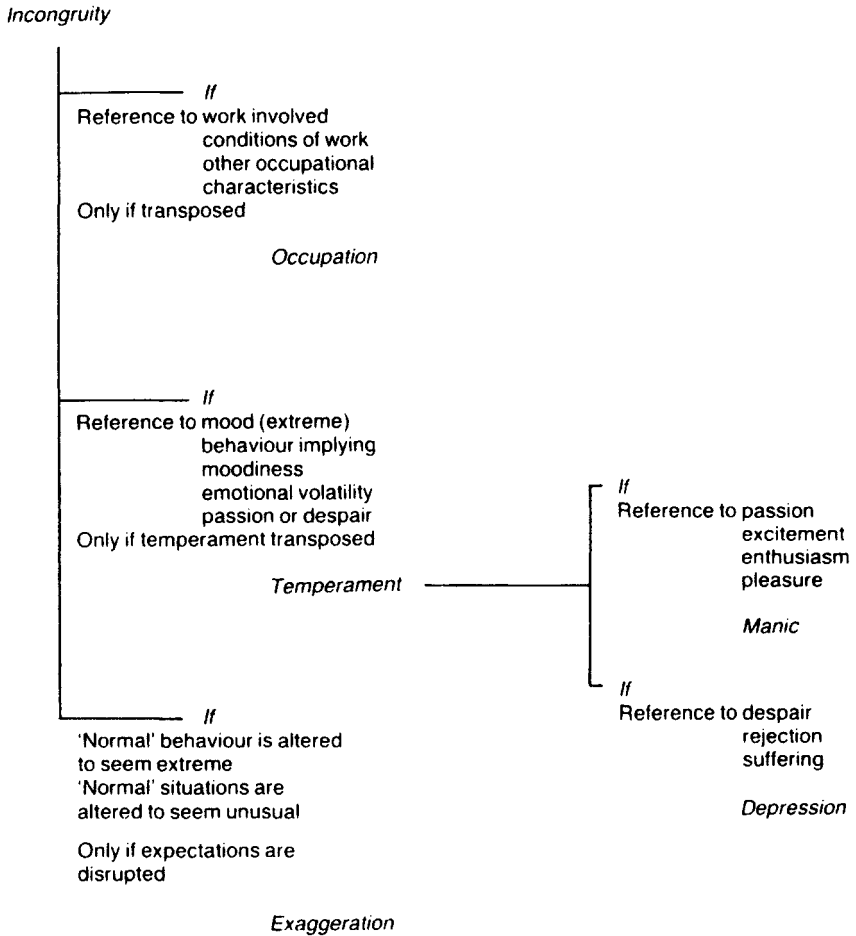 Incongruity
If
Reference to work involved
conditions of work
other occupational
characteristics
Only if transposed
Occupation
If
Reference to mood (extreme)
behaviour implying
moodiness
emotional volatility
passion or despair
Only if temperament transposed
Temperament
If
Reference to passion
excitement
enthusiasm
pleasure
Manic
If
Reference to despair
rejection
suffering
Depression
If
'Normal' behaviour is altered
to seem extreme
'Normal' situations are
altered to seem unusual
Only if expectations are
disrupted
Exaggeration